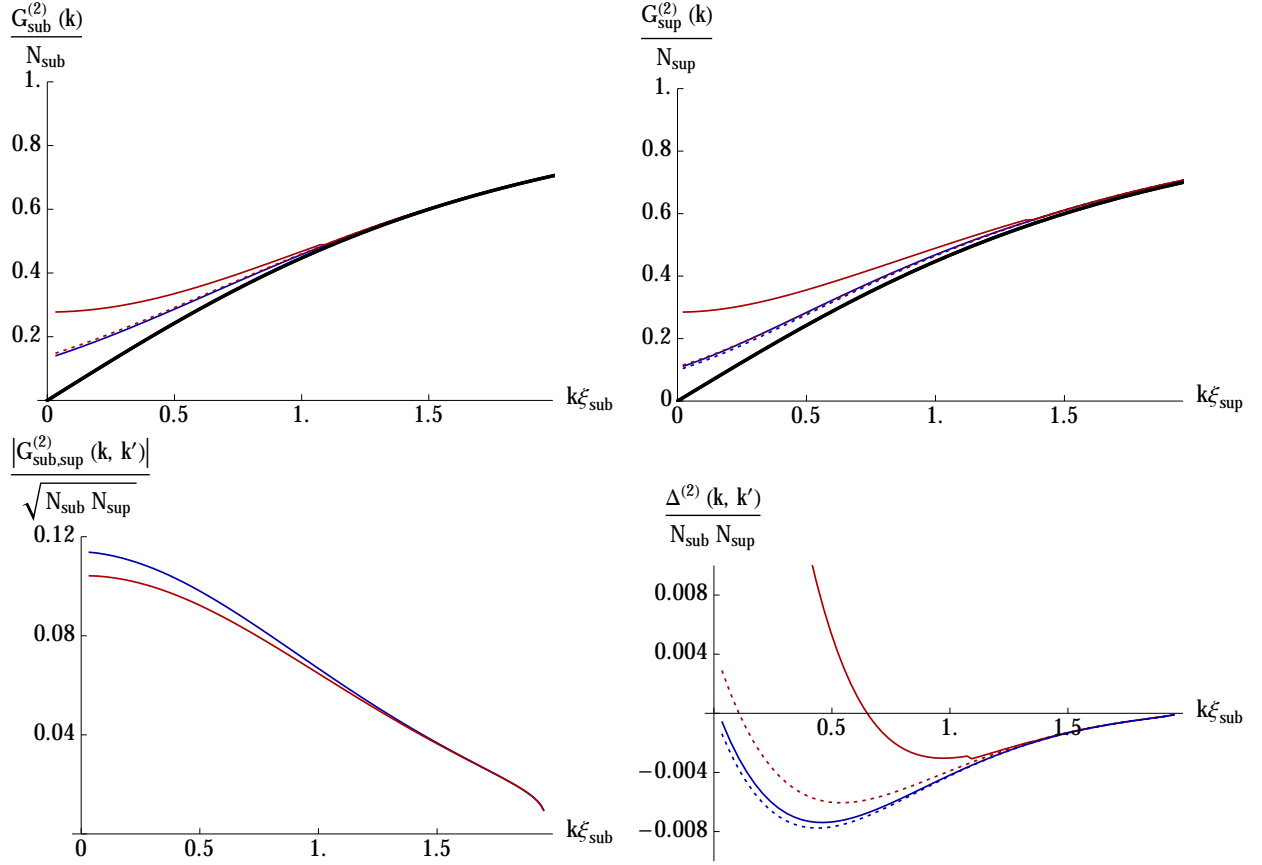 G_sub^(2) (k)
N_sub
1.
0.8
0.6
0.4
0.2
0
0 0.5 1. 1.5 kξ_sub
G_sup^(2) (k)
N_sup
1.
0.8
0.6
0.4
0.2
0
0 0.5 1. 1.5 kξ_sup
|G_sub,sup^(2) (k, k′)|
√ N_sub N_sup
0.12
0.08
0.04
0 0.5 1. 1.5 kξ_sub
Δ^(2) (k, k′)
N_sub N_sup
0.008
0.004
0.5 1. 1.5 kξ_sub
−0.004
−0.008